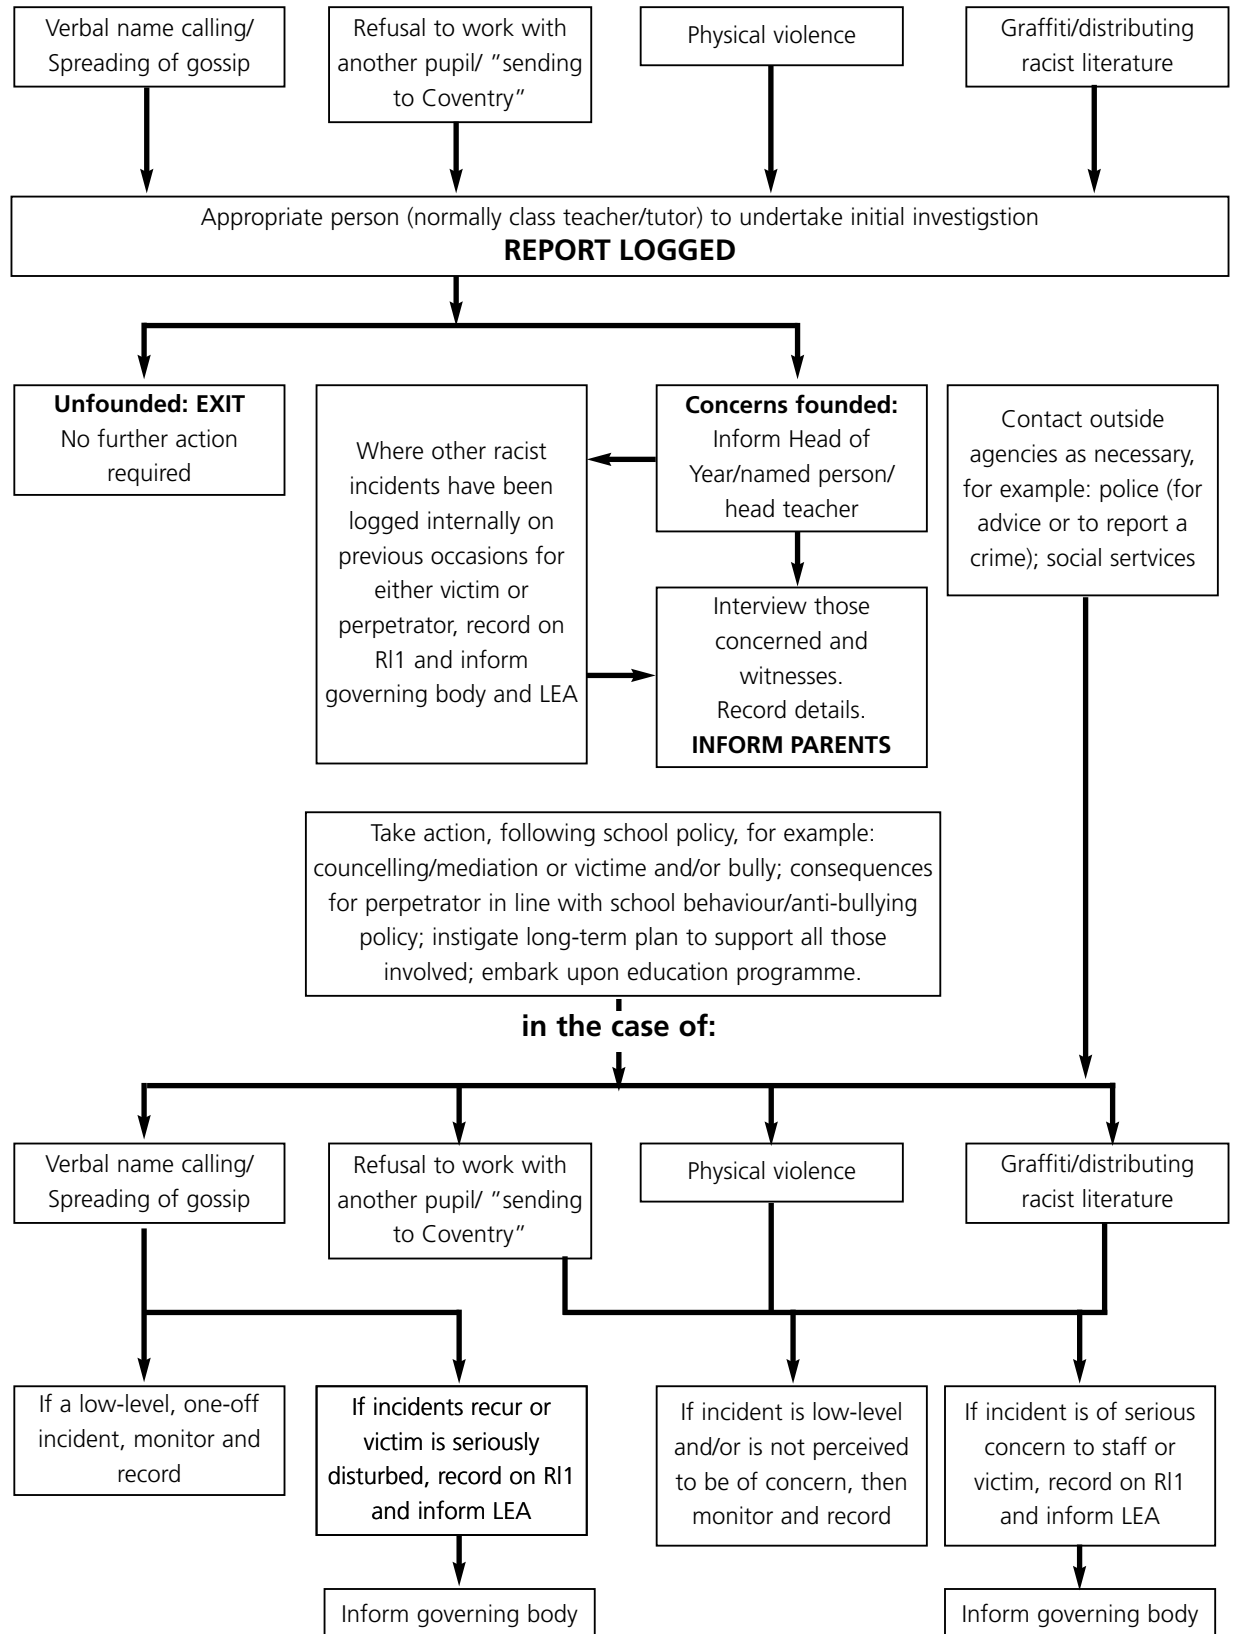 Verbal name calling/
Spreading of gossip
Refusal to work with
another pupil/ ”sending
to Coventry”
Physical violence
Graffiti/distributing
racist literature
Appropriate person (normally class teacher/tutor) to undertake initial investigstion
REPORT LOGGED
Unfounded: EXIT
No further action
required
Where other racist
incidents have been
logged internally on
previous occasions for
either victim or
perpetrator, record on
Rl1 and inform
governing body and LEA
Concerns founded:
Inform Head of
Year/named person/
head teacher
Contact outside
agencies as necessary,
for example: police (for
advice or to report a
crime); social sertvices
Interview those
concerned and
witnesses.
Record details.
INFORM PARENTS
Take action, following school policy, for example:
councelling/mediation or victime and/or bully; consequences
for perpetrator in line with school behaviour/anti-bullying
policy; instigate long-term plan to support all those
involved; embark upon education programme.
in the case of:
Verbal name calling/
Spreading of gossip
Refusal to work with
another pupil/ ”sending
to Coventry”
Physical violence
Graffiti/distributing
racist literature
If a low-level, one-off
incident, monitor and
record
If incidents recur or
victim is seriously
disturbed, record on Rl1
and inform LEA
If incident is low-level
and/or is not perceived
to be of concern, then
monitor and record
If incident is of serious
concern to staff or
victim, record on Rl1
and inform LEA
Inform governing body
Inform governing body